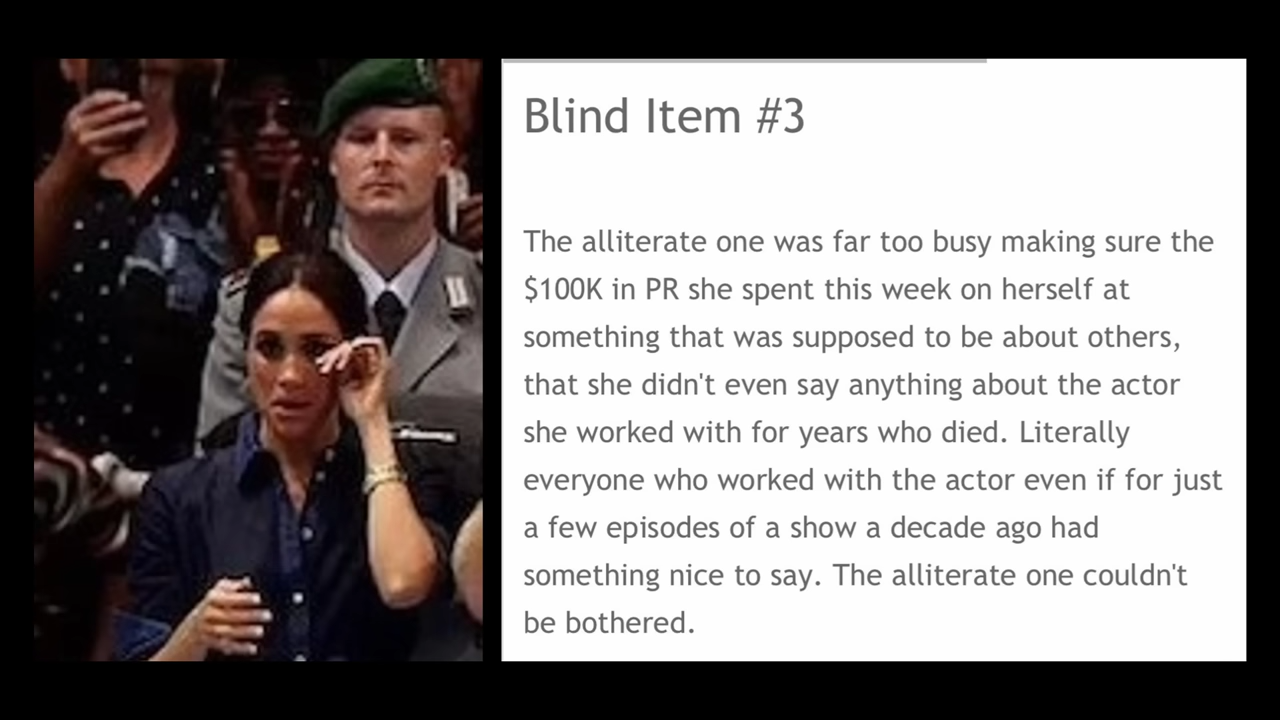 Blind Item #3
The alliterate one was far too busy making sure the
$100K in PR she spent this week on herself at
something that was supposed to be about others,
that she didn't even say anything about the actor
she worked with for years who died. Literally
everyone who worked with the actor even if for just
a few episodes of a show a decade ago had
something nice to say. The alliterate one couldn't
be bothered.